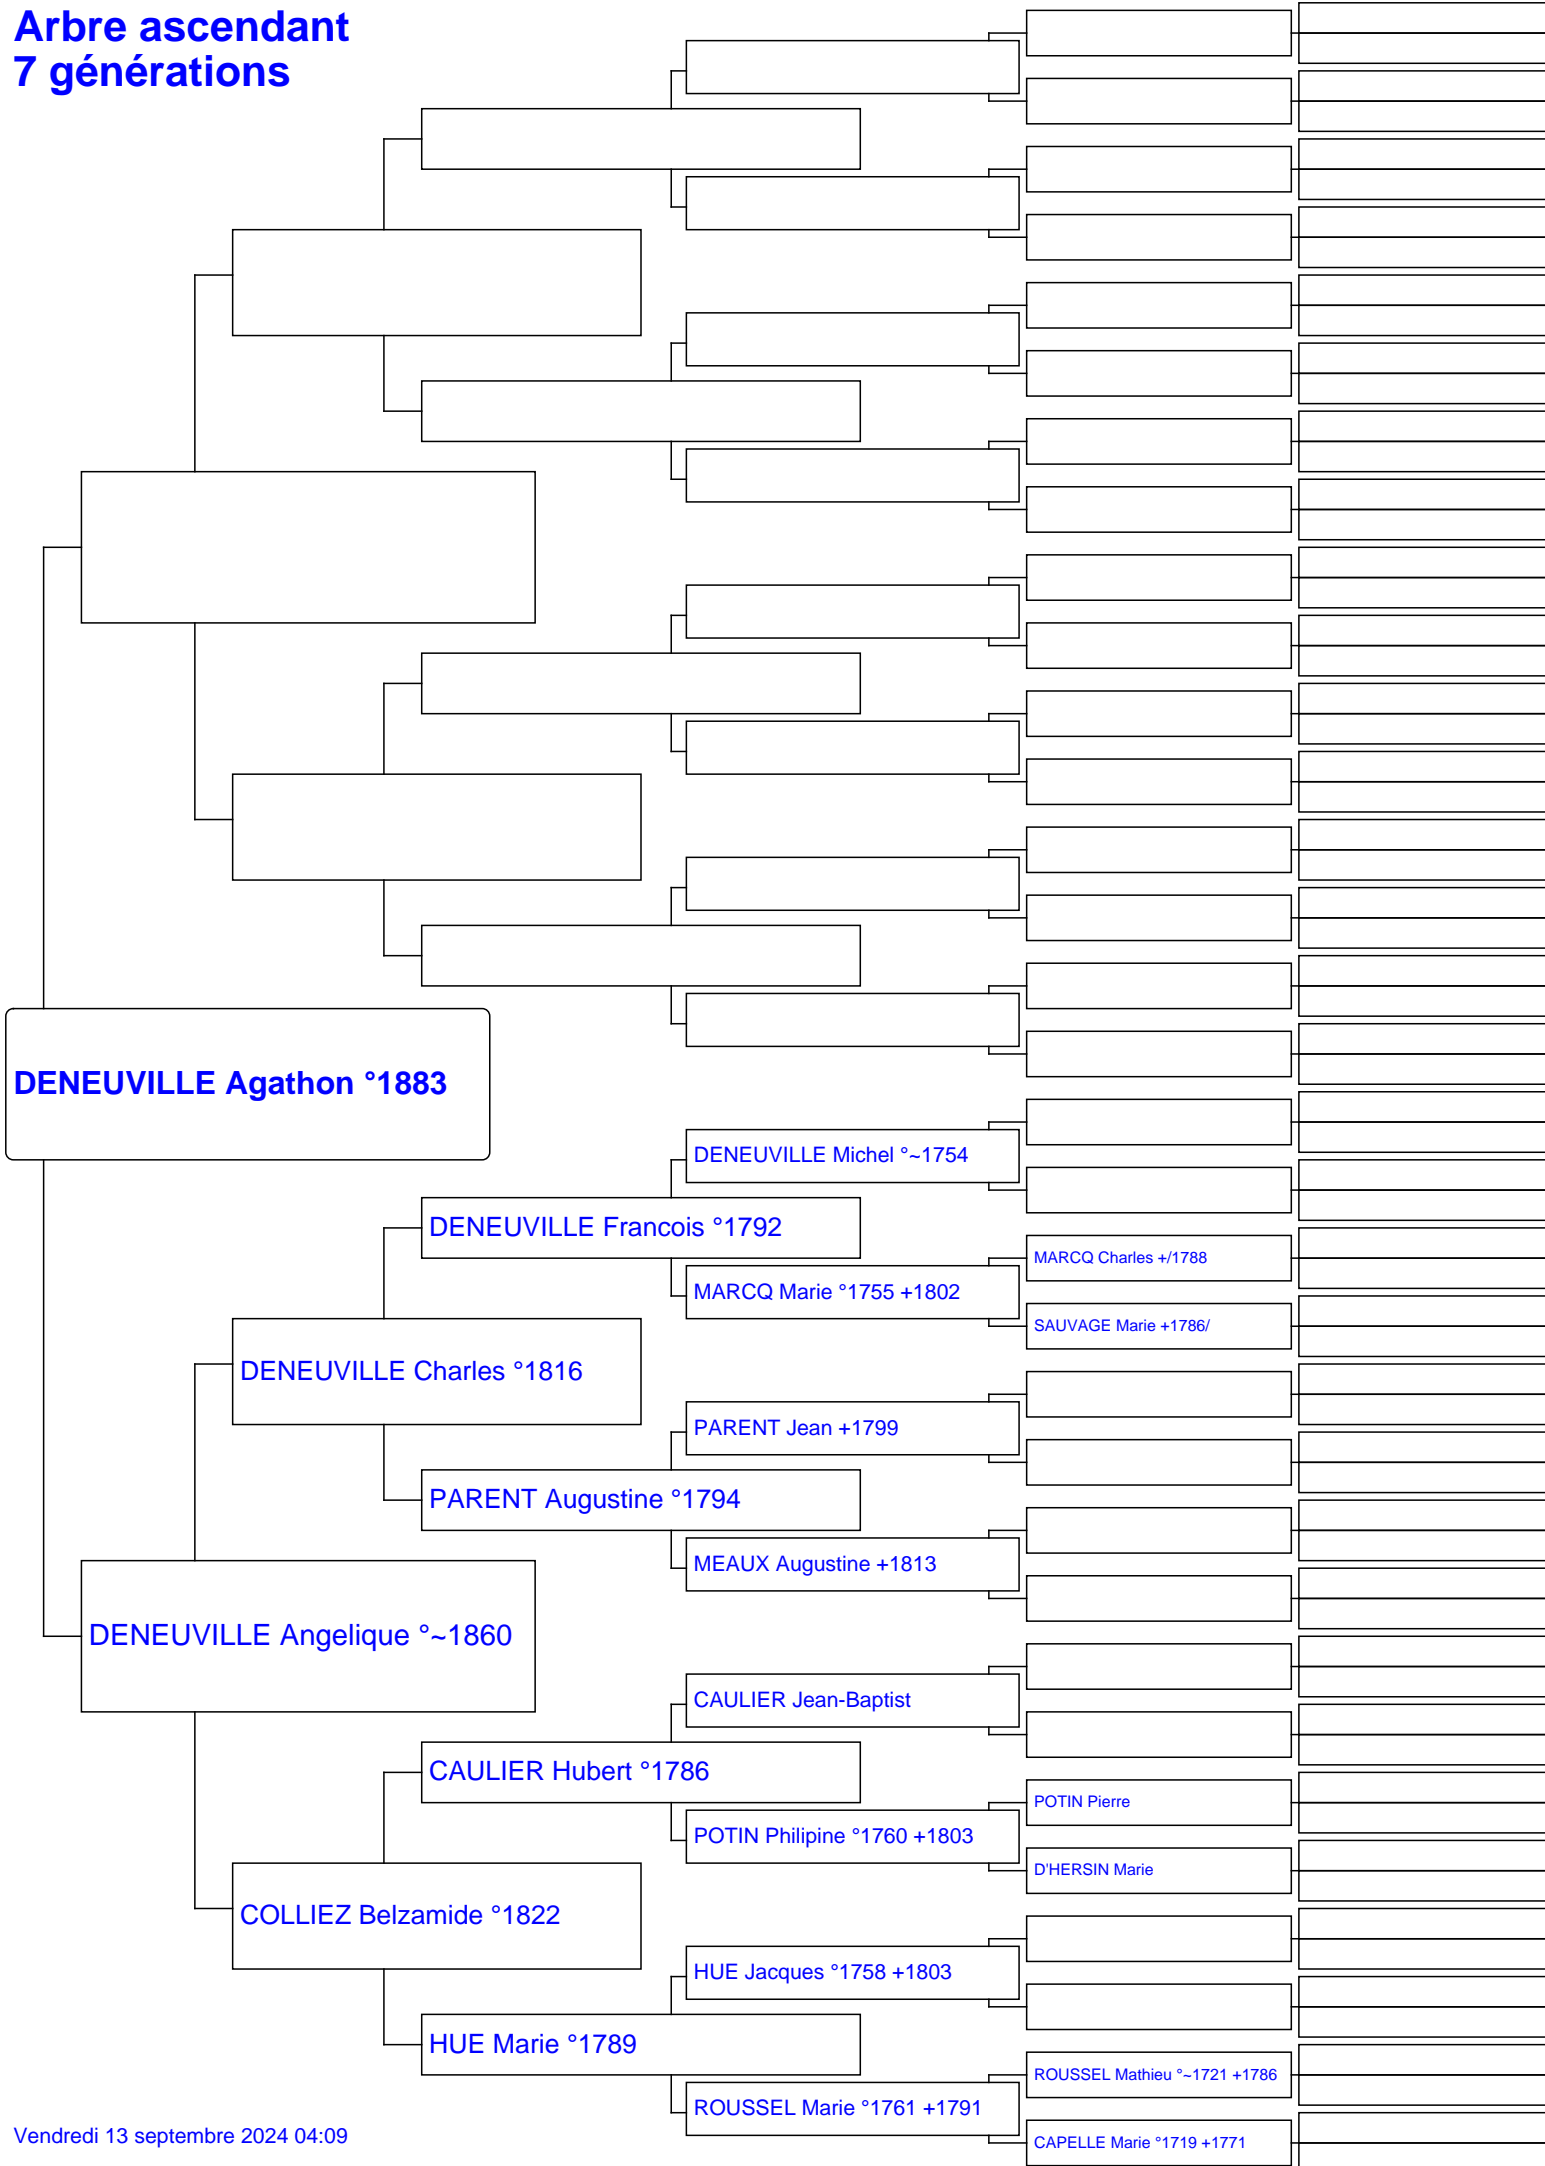 Arbre ascendant
7 générations
DENEUVILLE Agathon °1883
DENEUVILLE Michel °~1754
DENEUVILLE Francois °1792
MARCQ Charles +/1788
MARCQ Marie °1755 +1802
SAUVAGE Marie +1786/
DENEUVILLE Charles °1816
PARENT Jean +1799
PARENT Augustine °1794
MEAUX Augustine +1813
DENEUVILLE Angelique °~1860
CAULIER Jean-Baptist
CAULIER Hubert °1786
POTIN Pierre
POTIN Philipine °1760 +1803
D'HERSIN Marie
COLLIEZ Belzamide °1822
HUE Jacques °1758 +1803
HUE Marie °1789
ROUSSEL Mathieu °~1721 +1786
ROUSSEL Marie °1761 +1791
CAPELLE Marie °1719 +1771
Vendredi 13 septembre 2024 04:09